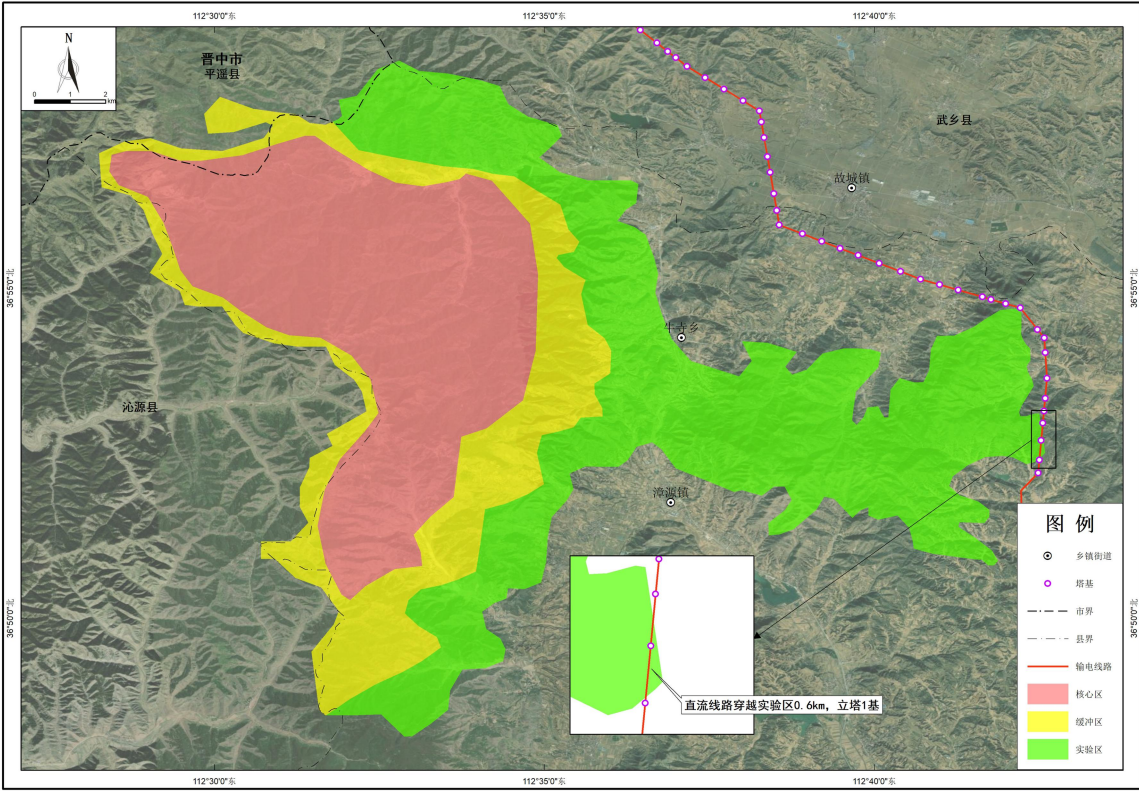 112°30'0"东
112°35'0"东
112°40'0"东
N
0 1 2
km
晋中市
平遥县
武乡县
故城镇
36°55'0"北
36°55'0"北
牛寺乡
沁源县
漳源镇
36°50'0"北
36°50'0"北
直流线路穿越实验区0.6km，立塔1基
图 例
乡镇街道
塔基
市界
县界
输电线路
核心区
缓冲区
实验区
112°30'0"东
112°35'0"东
112°40'0"东